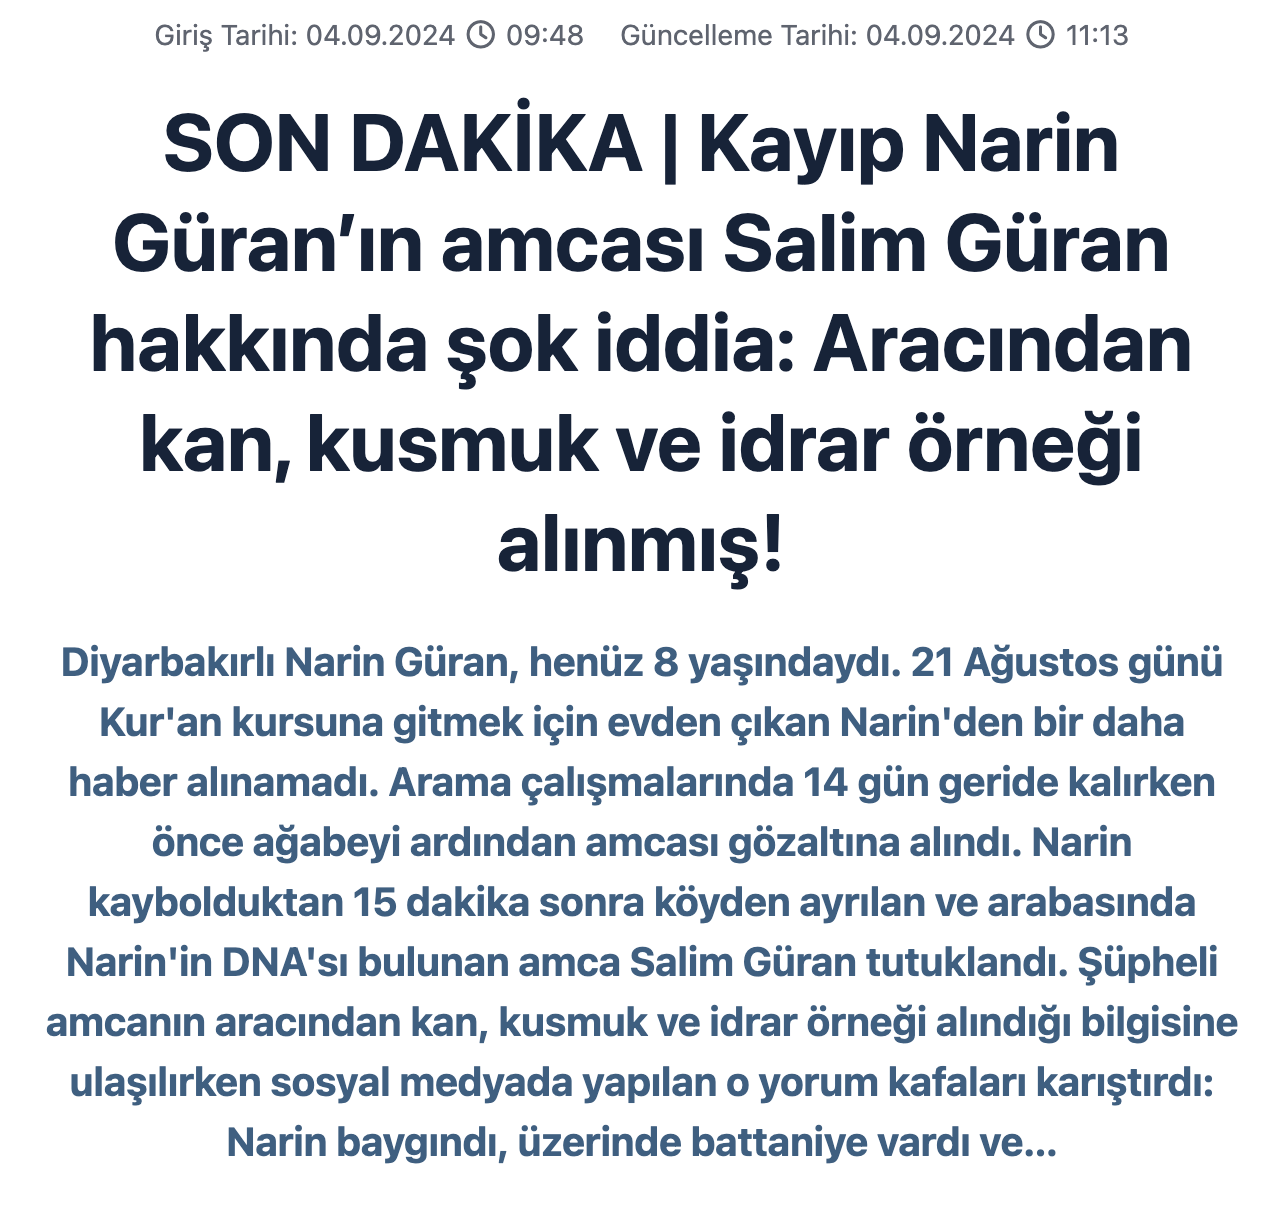 Giriş Tarihi: 04.09.2024 09:48 Güncelleme Tarihi: 04.09.2024 11:13
SON DAKİKA | Kayıp Narin
Güran’ın amcası Salim Güran
hakkında şok iddia: Aracından
kan, kusmuk ve idrar örneği
alınmış!
Diyarbakırlı Narin Güran, henüz 8 yaşındaydı. 21 Ağustos günü
Kur'an kursuna gitmek için evden çıkan Narin'den bir daha
haber alınamadı. Arama çalışmalarında 14 gün geride kalırken
önce ağabeyi ardından amcası gözaltına alındı. Narin
kaybolduktan 15 dakika sonra köyden ayrılan ve arabasında
Narin'in DNA'sı bulunan amca Salim Güran tutuklandı. Şüpheli
amcanın aracından kan, kusmuk ve idrar örneği alındığı bilgisine
ulaşılırken sosyal medyada yapılan o yorum kafaları karıştırdı:
Narin baygındı, üzerinde battaniye vardı ve...